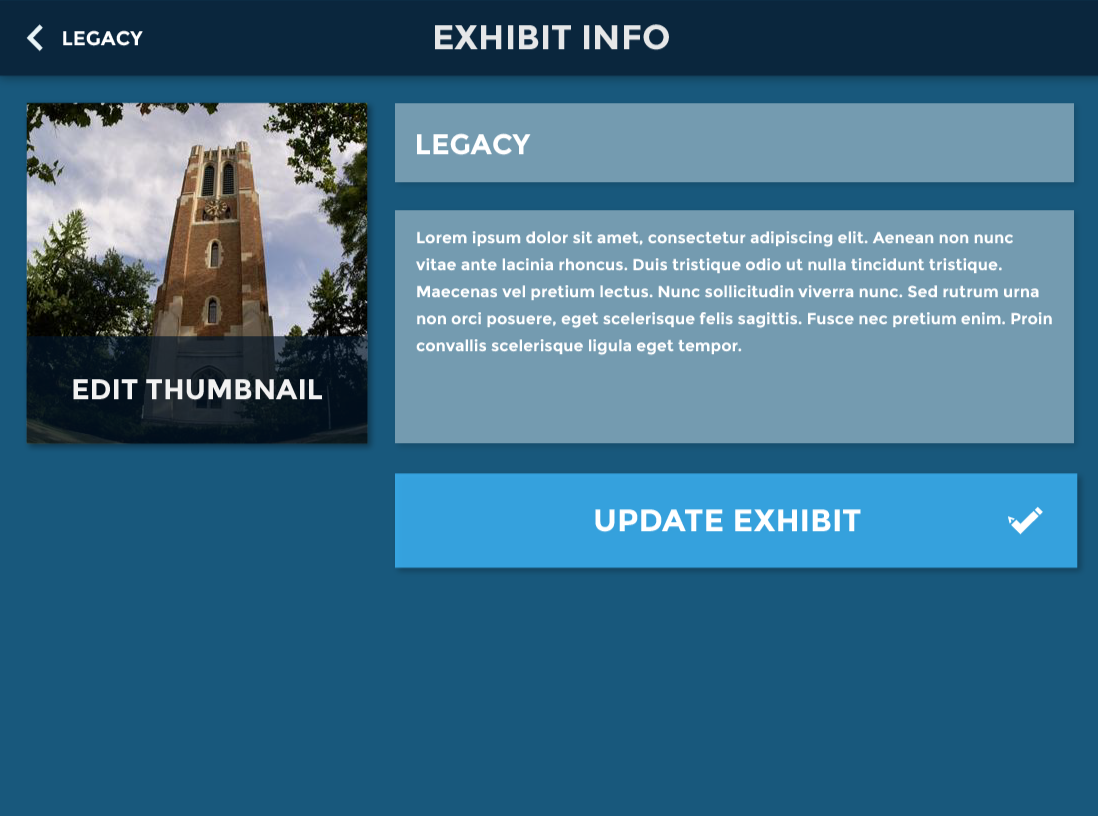 LEGACY
EXHIBIT INFO
EDIT THUMBNAIL
LEGACY
Lorem ipsum dolor sit amet, consectetur adipiscing elit. Aenean non nunc
vitae ante lacinia rhoncus. Duis tristique odio ut nulla tincidunt tristique.
Maecenas vel pretium lectus. Nunc sollicitudin viverra nunc. Sed rutrum urna
non orci posuere, eget scelerisque felis sagittis. Fusce nec pretium enim. Proin
convallis scelerisque ligula eget tempor.
UPDATE EXHIBIT